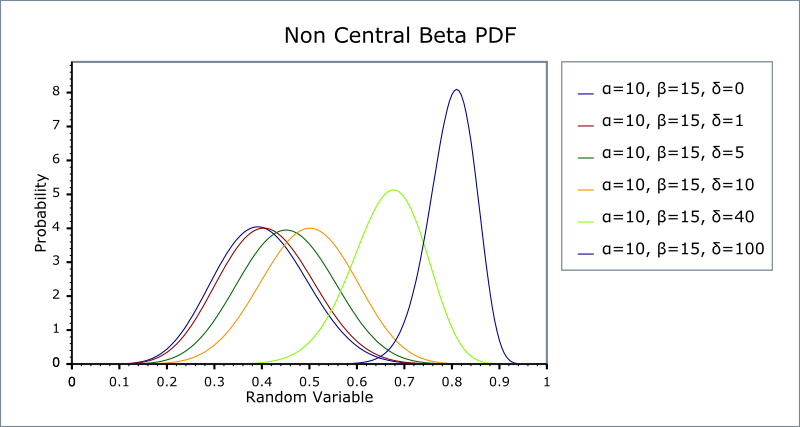 Non Central Beta PDF
Probability
8
7
6
5
4
3
2
1
0
0 0.1 0.2 0.3 0.4 0.5 0.6 0.7 0.8 0.9 1
Random Variable
α=10, β=15, δ=0
α=10, β=15, δ=1
α=10, β=15, δ=5
α=10, β=15, δ=10
α=10, β=15, δ=40
α=10, β=15, δ=100